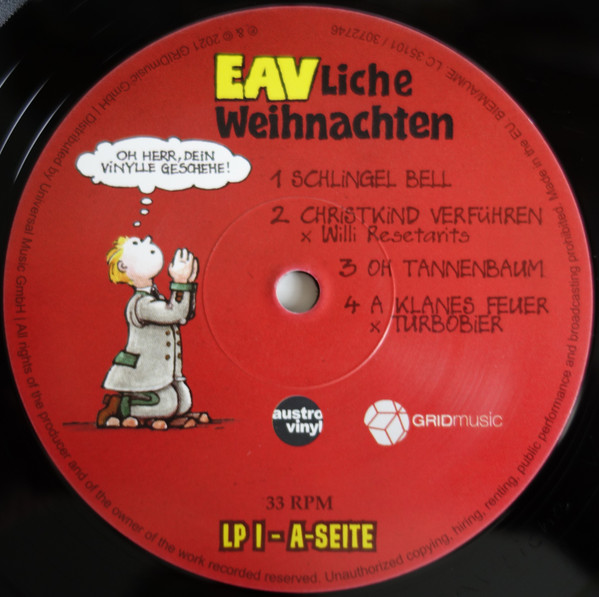 EAVLiche
Weihnachten
OH HERR, DEIN
ViNYLLE GESCHEHE!
1 SCHLiNGEL BELL
2 CHRiSTKiND VERFÜHREN
x Willi Resetarits
3 OH TANNENBAUM
4 A KLANES FEUER
x TURBOBiER
austro
vinyl
GRIDmusic
33 RPM
LP I - A-SEITE
℗ & © 2021 GRIDmusic GmbH | Distributed by Universal Music GmbH | All rights of the producer and of the owner of the work recorded reserved. Unauthorized copying, hiring, renting, public performance and broadcasting prohibited. Made in the EU. BIEM/AUME. LC 35101 / 3072746